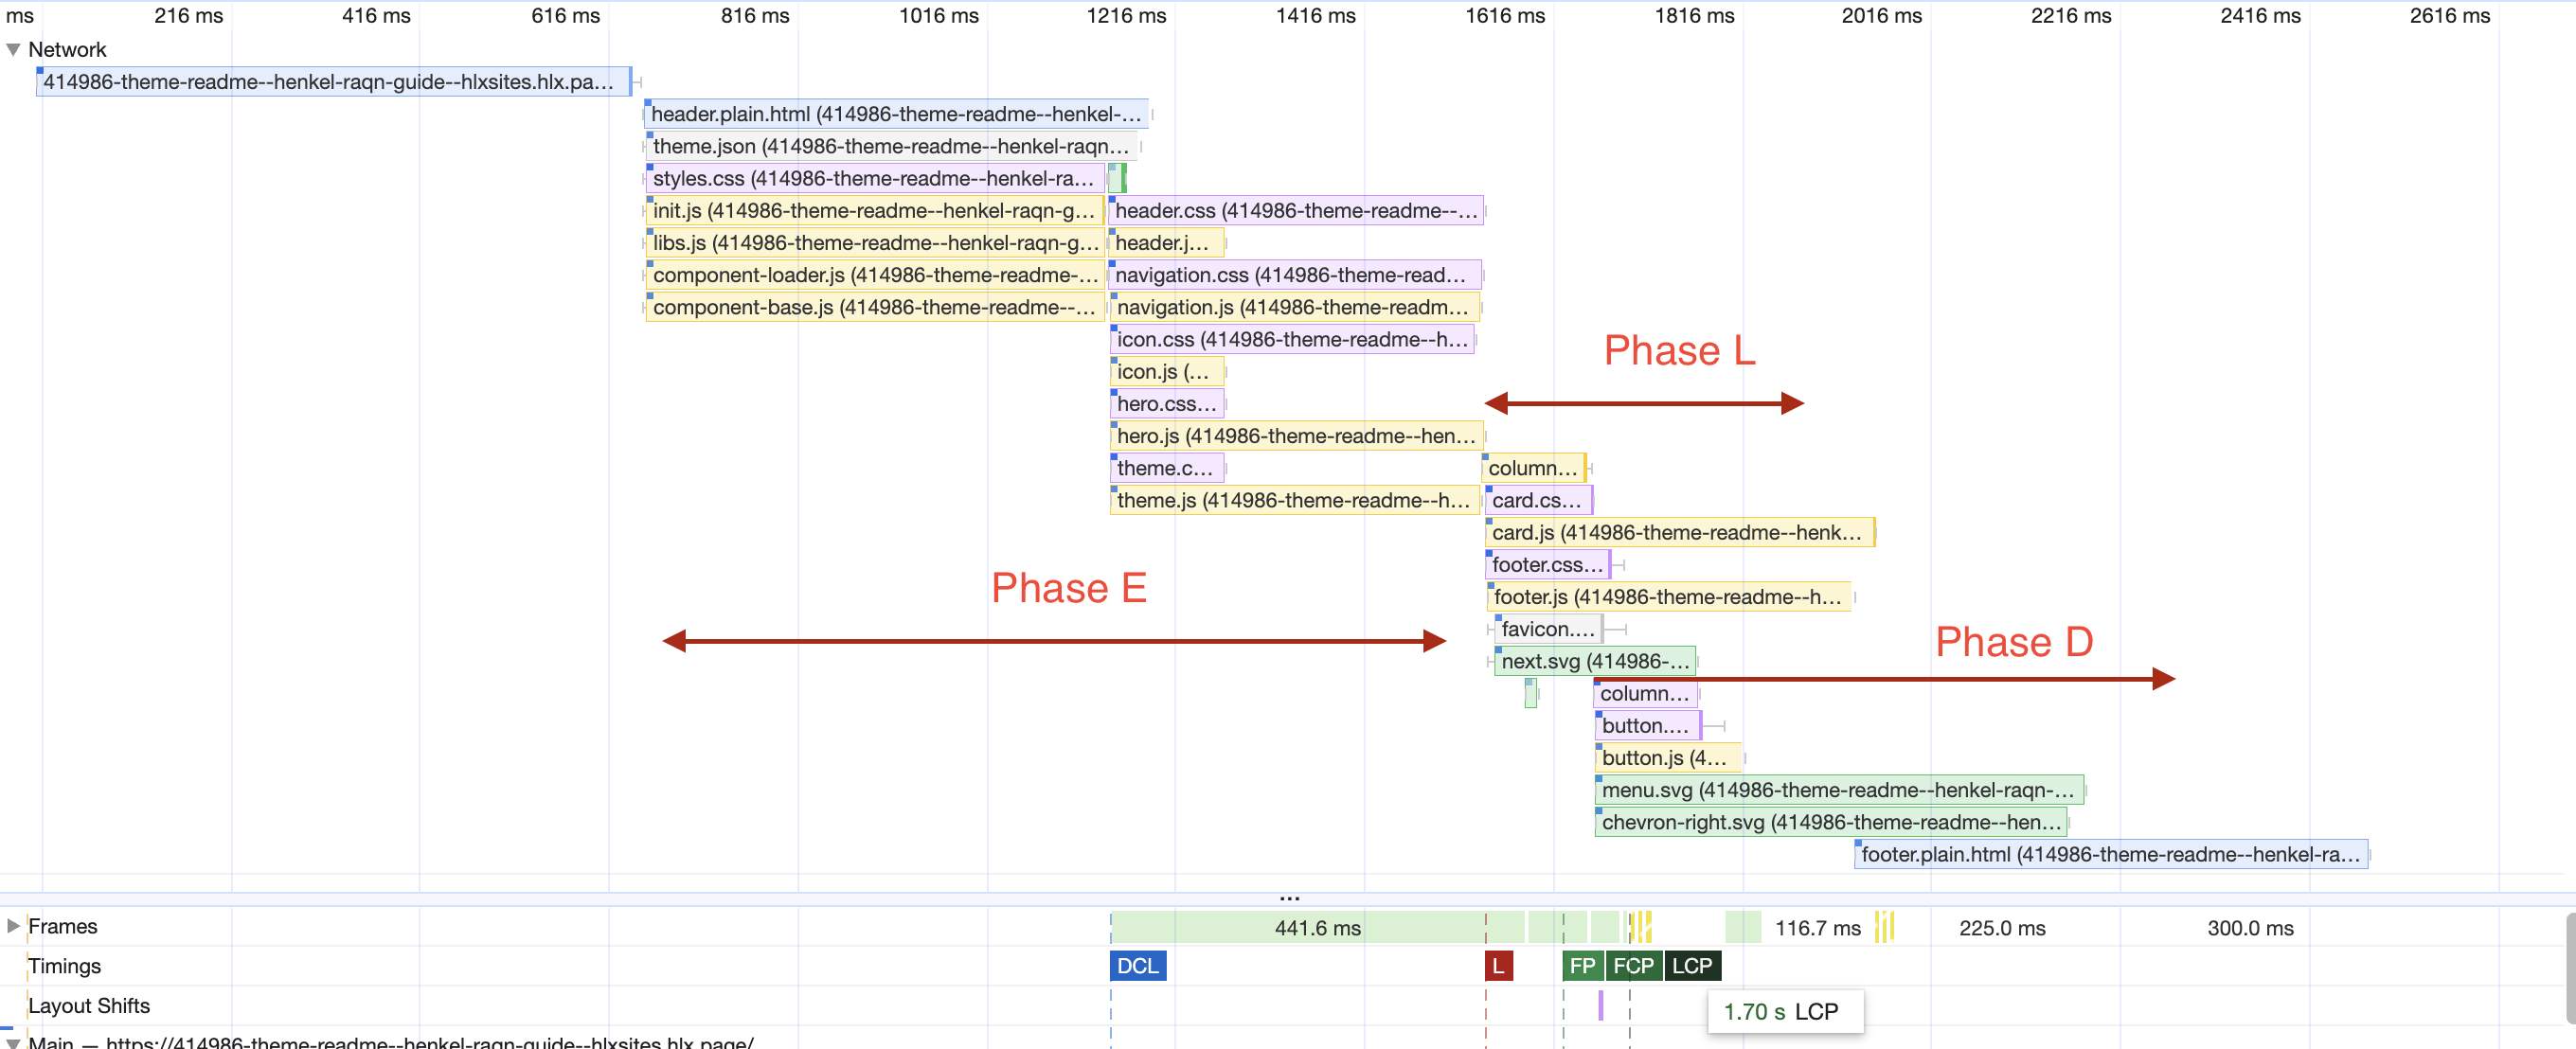 ms 216 ms 416 ms 616 ms 816 ms 1016 ms 1216 ms 1416 ms 1616 ms 1816 ms 2016 ms 2216 ms 2416 ms 2616 ms
Network
414986-theme-readme--henkel-raqn-guide--hlxsites.hlx.pa…
header.plain.html (414986-theme-readme--henkel-…
theme.json (414986-theme-readme--henkel-raqn…
styles.css (414986-theme-readme--henkel-ra…
init.js (414986-theme-readme--henkel-raqn-g… header.css (414986-theme-readme--…
libs.js (414986-theme-readme--henkel-raqn-g… header.j…
component-loader.js (414986-theme-readme-… navigation.css (414986-theme-read…
component-base.js (414986-theme-readme--… navigation.js (414986-theme-readm…
icon.css (414986-theme-readme--h…
Phase L
icon.js (…
hero.css…
hero.js (414986-theme-readme--hen…
theme.c… column…
theme.js (414986-theme-readme--h… card.cs…
card.js (414986-theme-readme--henk…
footer.css…
Phase E
footer.js (414986-theme-readme--h…
favicon.…
Phase D
next.svg (414986-…
column…
button.…
button.js (4…
menu.svg (414986-theme-readme--henkel-raqn-…
chevron-right.svg (414986-theme-readme--hen…
footer.plain.html (414986-theme-readme--henkel-ra…
…
Frames 441.6 ms 116.7 ms 225.0 ms 300.0 ms
Timings DCL L FP FCP LCP
Layout Shifts 1.70 s LCP
Main — https://414986-theme-readme--henkel-raqn-guide--hlxsites.hlx.page/